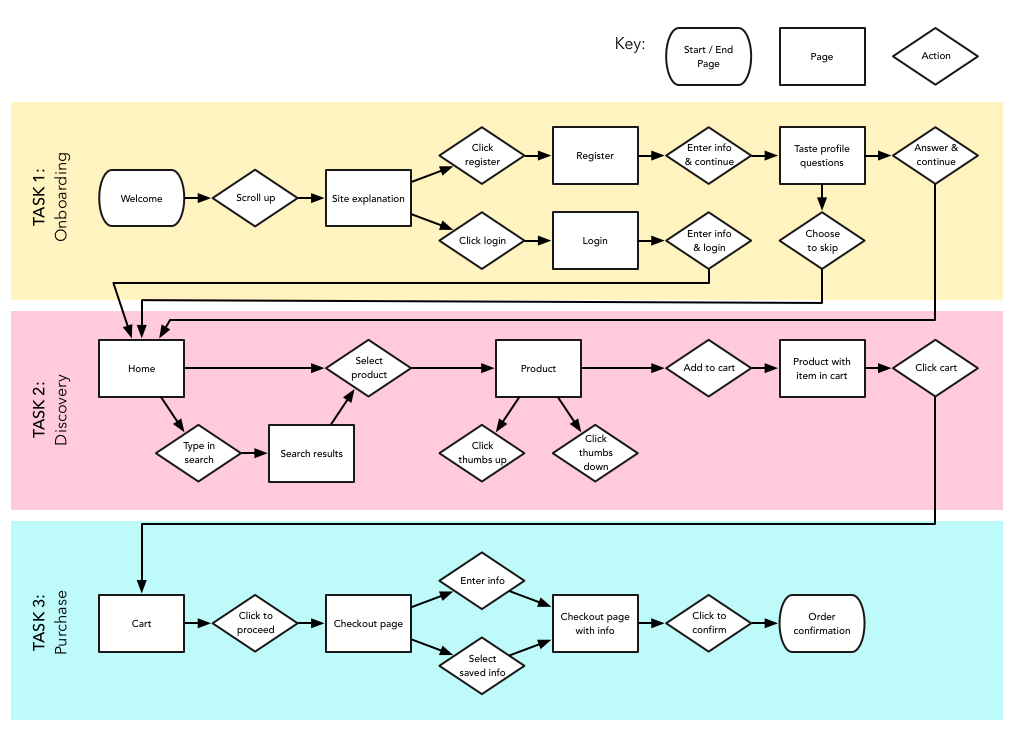 Key:
Start / End
Page
Page
Action
TASK 1:
Onboarding
Welcome
Scroll up
Site explanation
Click
register
Register
Enter info
& continue
Taste profile
questions
Answer &
continue
Click login
Login
Enter info
& login
Choose
to skip
TASK 2:
Discovery
Home
Select
product
Product
Add to cart
Product with
item in cart
Click cart
Type in
search
Search results
Click
thumbs up
Click
thumbs
down
TASK 3:
Purchase
Cart
Click to
proceed
Checkout page
Enter info
Select
saved info
Checkout page
with info
Click to
confirm
Order
confirmation